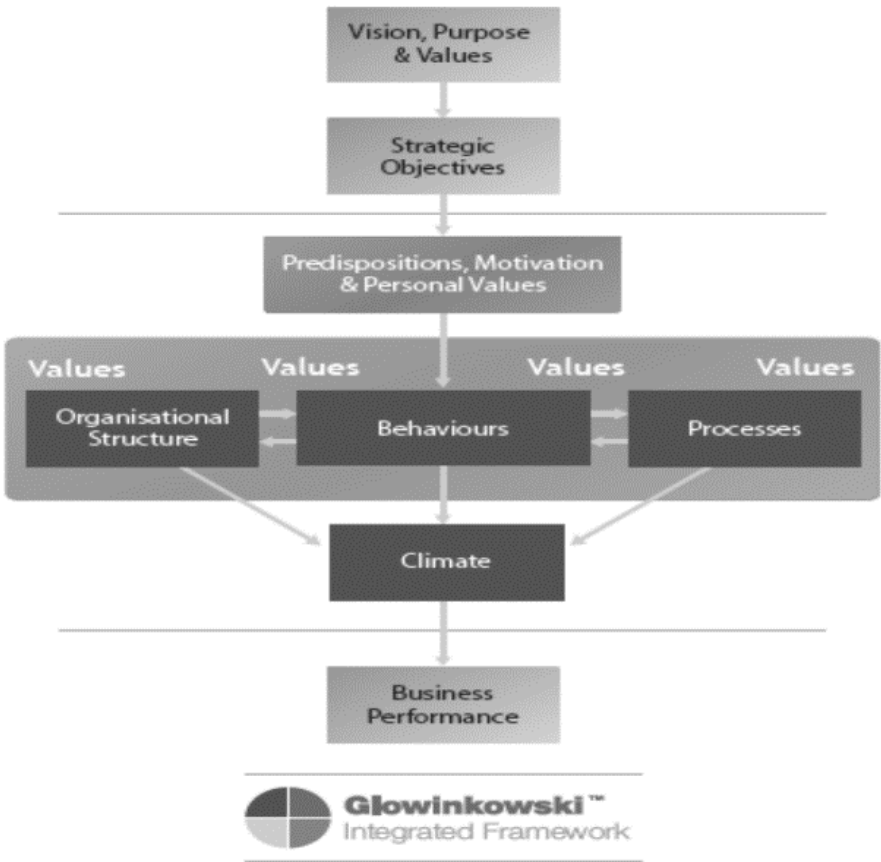 Vision, Purpose
& Values
Strategic
Objectives
Predispositions, Motivation
& Personal Values
Values Values Values Values
Organisational
Structure
Behaviours
Processes
Climate
Business
Performance
Glowinkowski™
Integrated Framework